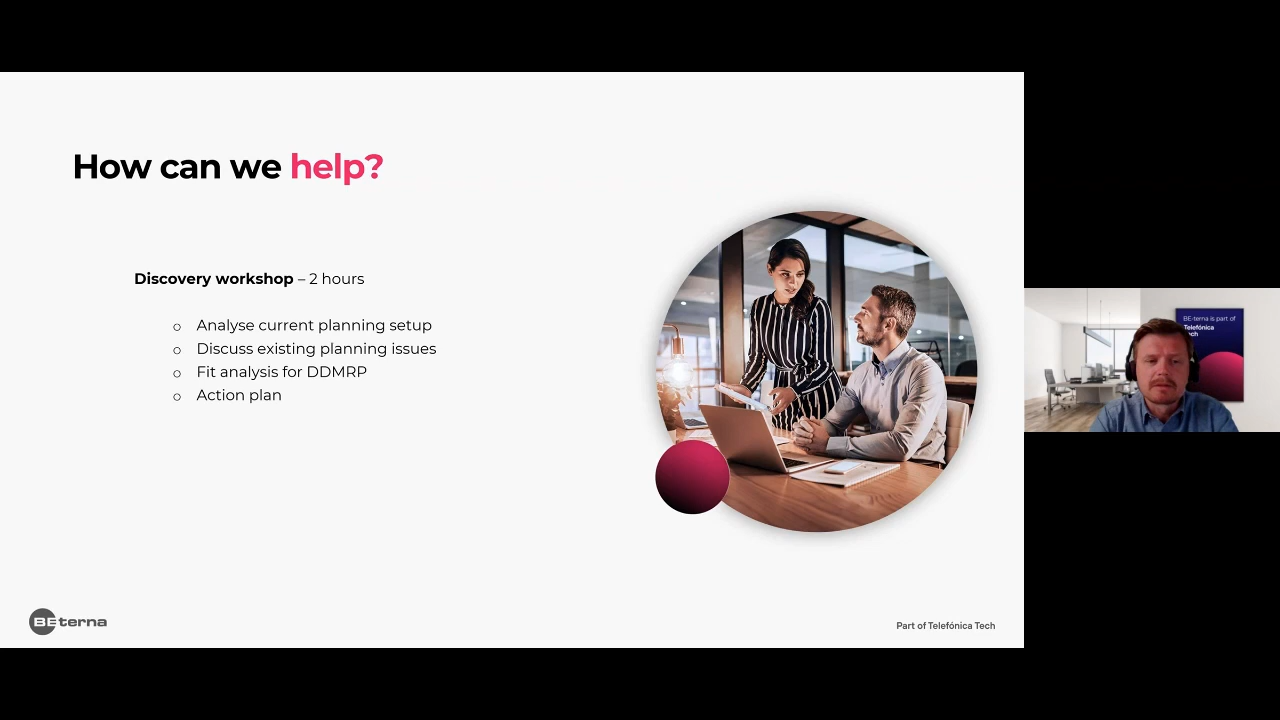 How can we help?
Discovery workshop – 2 hours
o Analyse current planning setup
o Discuss existing planning issues
o Fit analysis for DDMRP
o Action plan
BE-terna is part of
Telefónica
BEterna
Part of Telefónica Tech